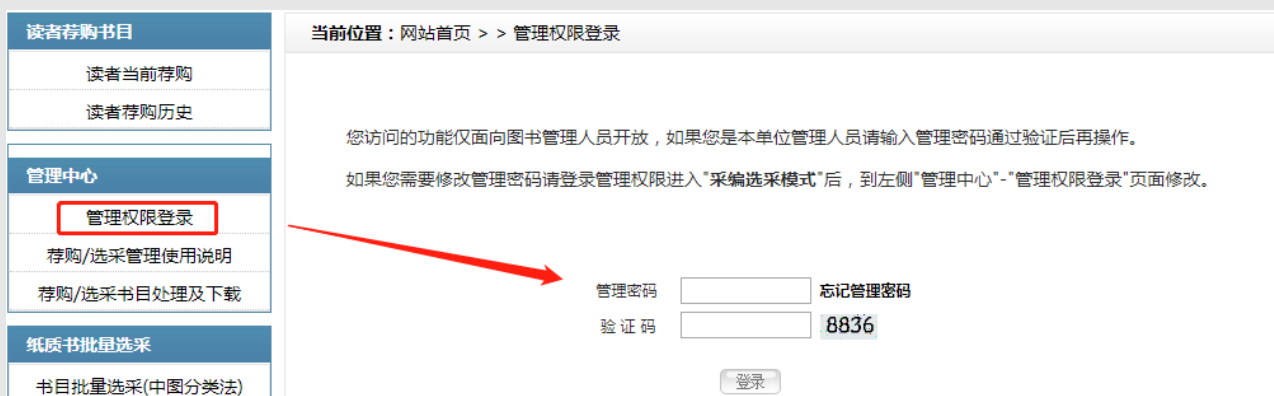 读者荐购书目
读者当前荐购
读者荐购历史
管理中心
管理权限登录
荐购/选采管理使用说明
荐购/选采书目处理及下载
纸质书批量选采
书目批量选采(中图分类法)
当前位置：网站首页 > > 管理权限登录
您访问的功能仅面向图书管理人员开放，如果您是本单位管理人员请输入管理密码通过验证后再操作。
如果您需要修改管理密码请登录管理权限进入"采编选采模式"后，到左侧"管理中心"-"管理权限登录"页面修改。
管理密码 忘记管理密码
验 证 码 8836
登录